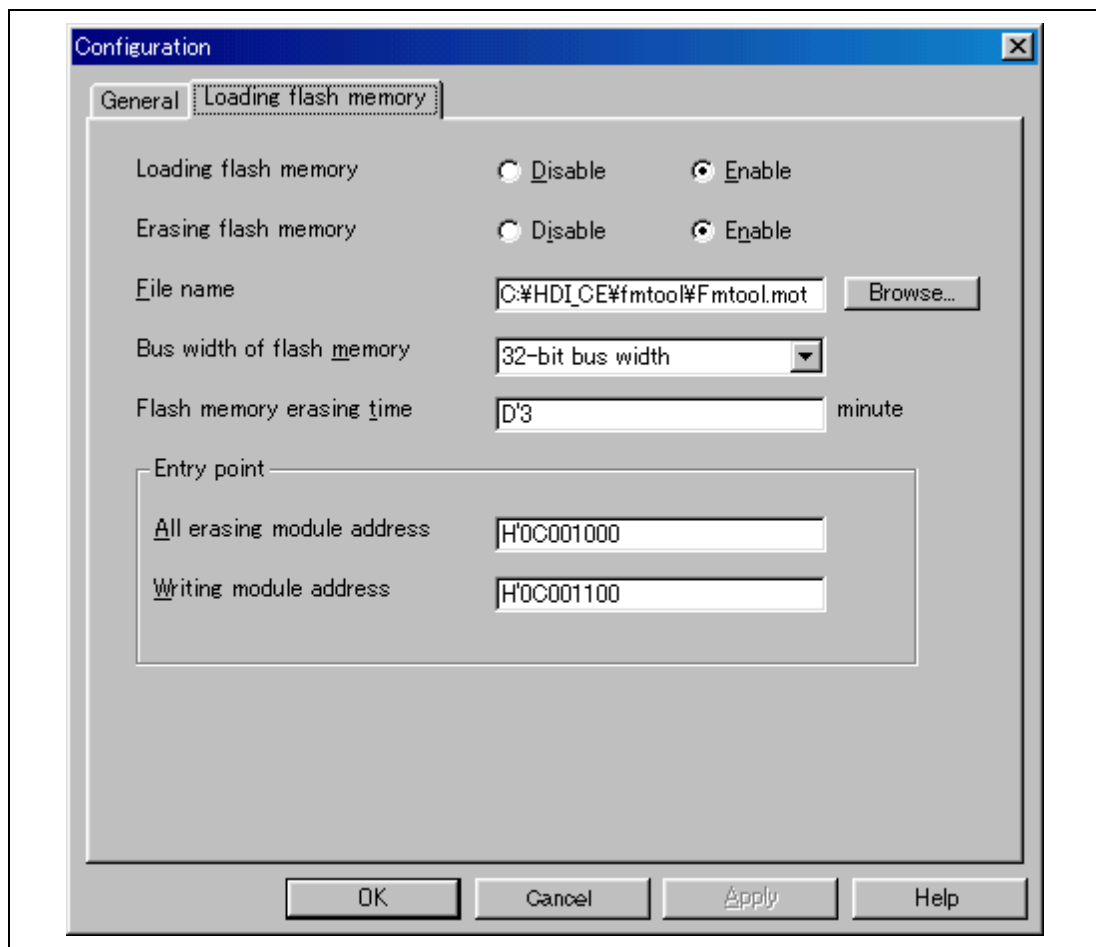 Configuration
General Loading flash memory
Loading flash memory Disable Enable
Erasing flash memory Disable Enable
File name C:¥HDI_CE¥fmtool¥Fmtool.mot Browse...
Bus width of flash memory 32-bit bus width
Flash memory erasing time D'3 minute
Entry point
All erasing module address H'0C001000
Writing module address H'0C001100
OK Cancel Apply Help